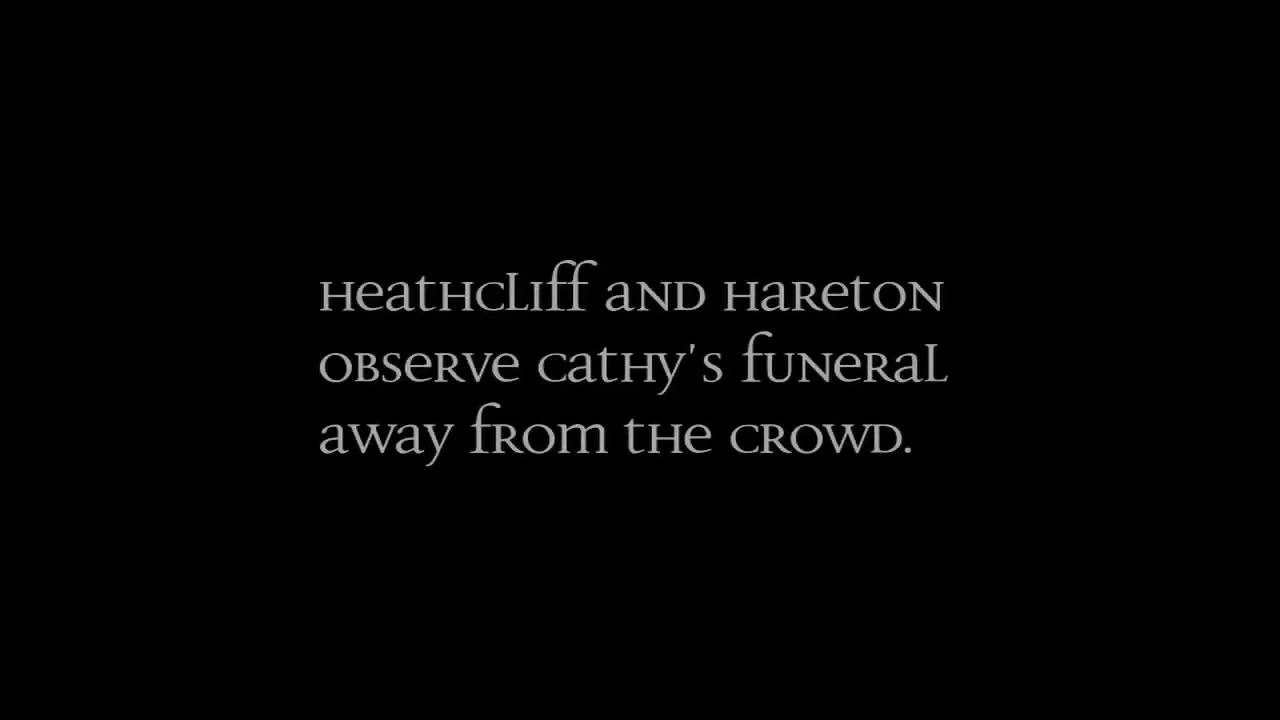 Heathcliff and Hareton
observe Cathy's funeral
away from the crowd.